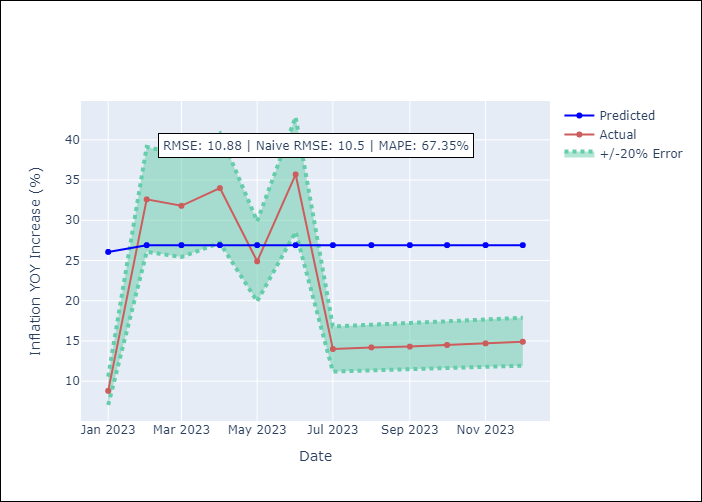 RMSE: 10.88 | Naive RMSE: 10.5 | MAPE: 67.35%
Predicted
Actual
+/-20% Error
Inflation YOY Increase (%)
40
35
30
25
20
15
10
Jan 2023 Mar 2023 May 2023 Jul 2023 Sep 2023 Nov 2023
Date